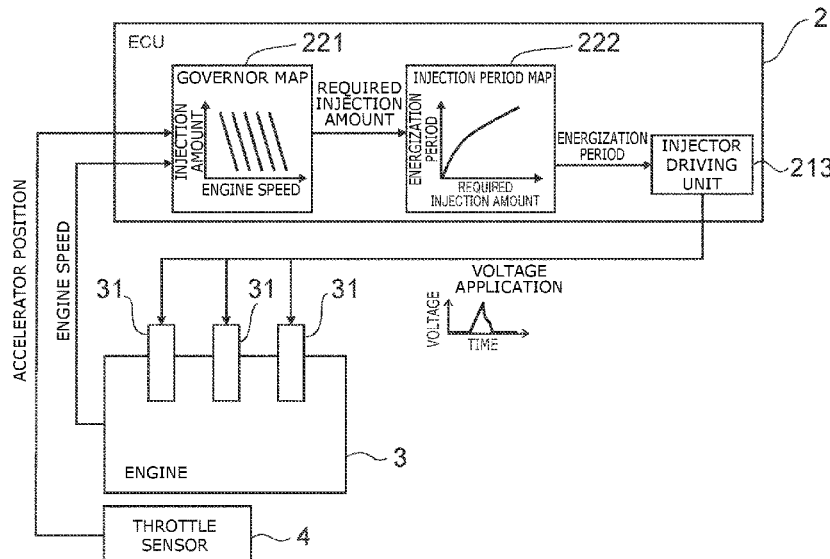 ECU
221
222
2
GOVERNOR MAP
INJECTION
AMOUNT
ENGINE SPEED
REQUIRED
INJECTION
AMOUNT
INJECTION PERIOD MAP
ENERGIZATION
PERIOD
REQUIRED
INJECTION AMOUNT
ENERGIZATION
PERIOD
INJECTOR
DRIVING
UNIT
213
ACCELERATOR POSITION
ENGINE SPEED
31
31
31
VOLTAGE
APPLICATION
VOLTAGE
TIME
ENGINE
3
THROTTLE
SENSOR
4